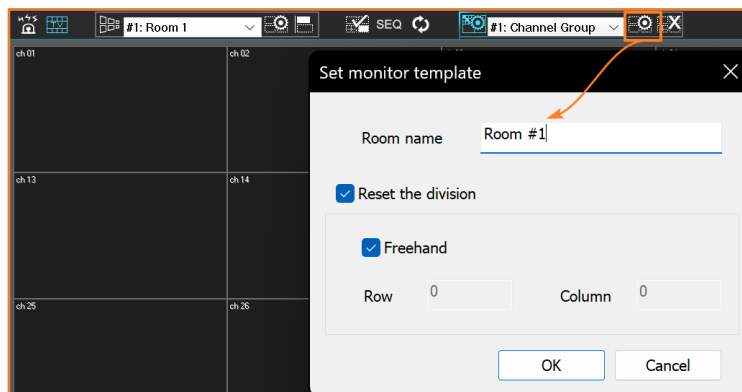 #1: Room 1
SEQ
#1: Channel Group
ch 01
ch 02
Set monitor template
Room name
Room #1
ch 13
ch 14
Reset the division
Freehand
Row
0
Column
0
ch 25
ch 26
OK
Cancel